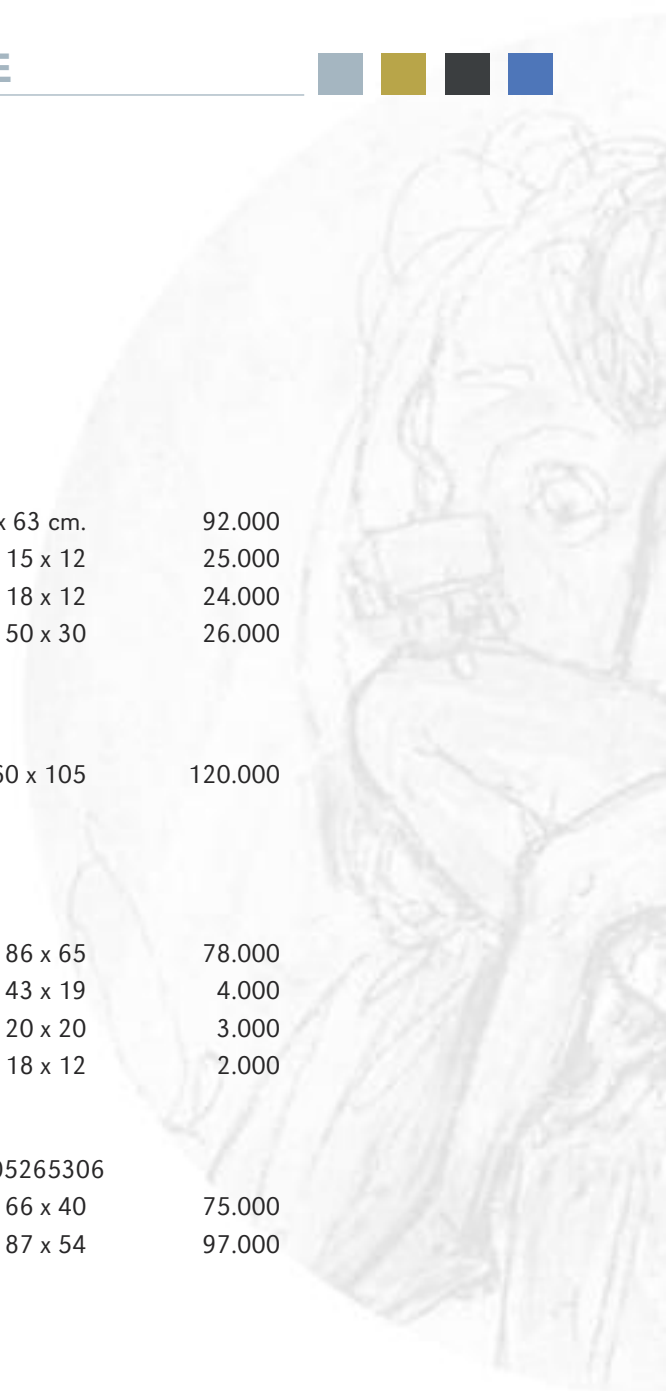 E
x 63 cm. 92.000
15 x 12 25.000
18 x 12 24.000
50 x 30 26.000
60 x 105 120.000
86 x 65 78.000
43 x 19 4.000
20 x 20 3.000
18 x 12 2.000
05265306
66 x 40 75.000
87 x 54 97.000